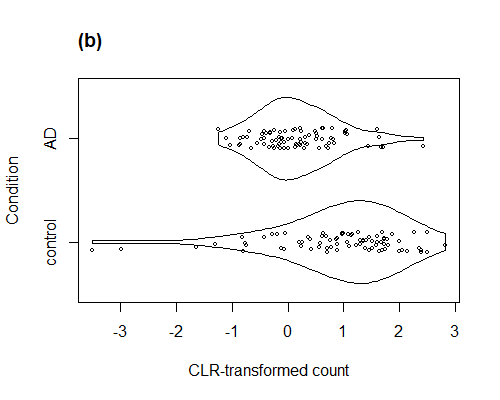 (b)
Condition
AD
control
-3 -2 -1 0 1 2 3
CLR-transformed count